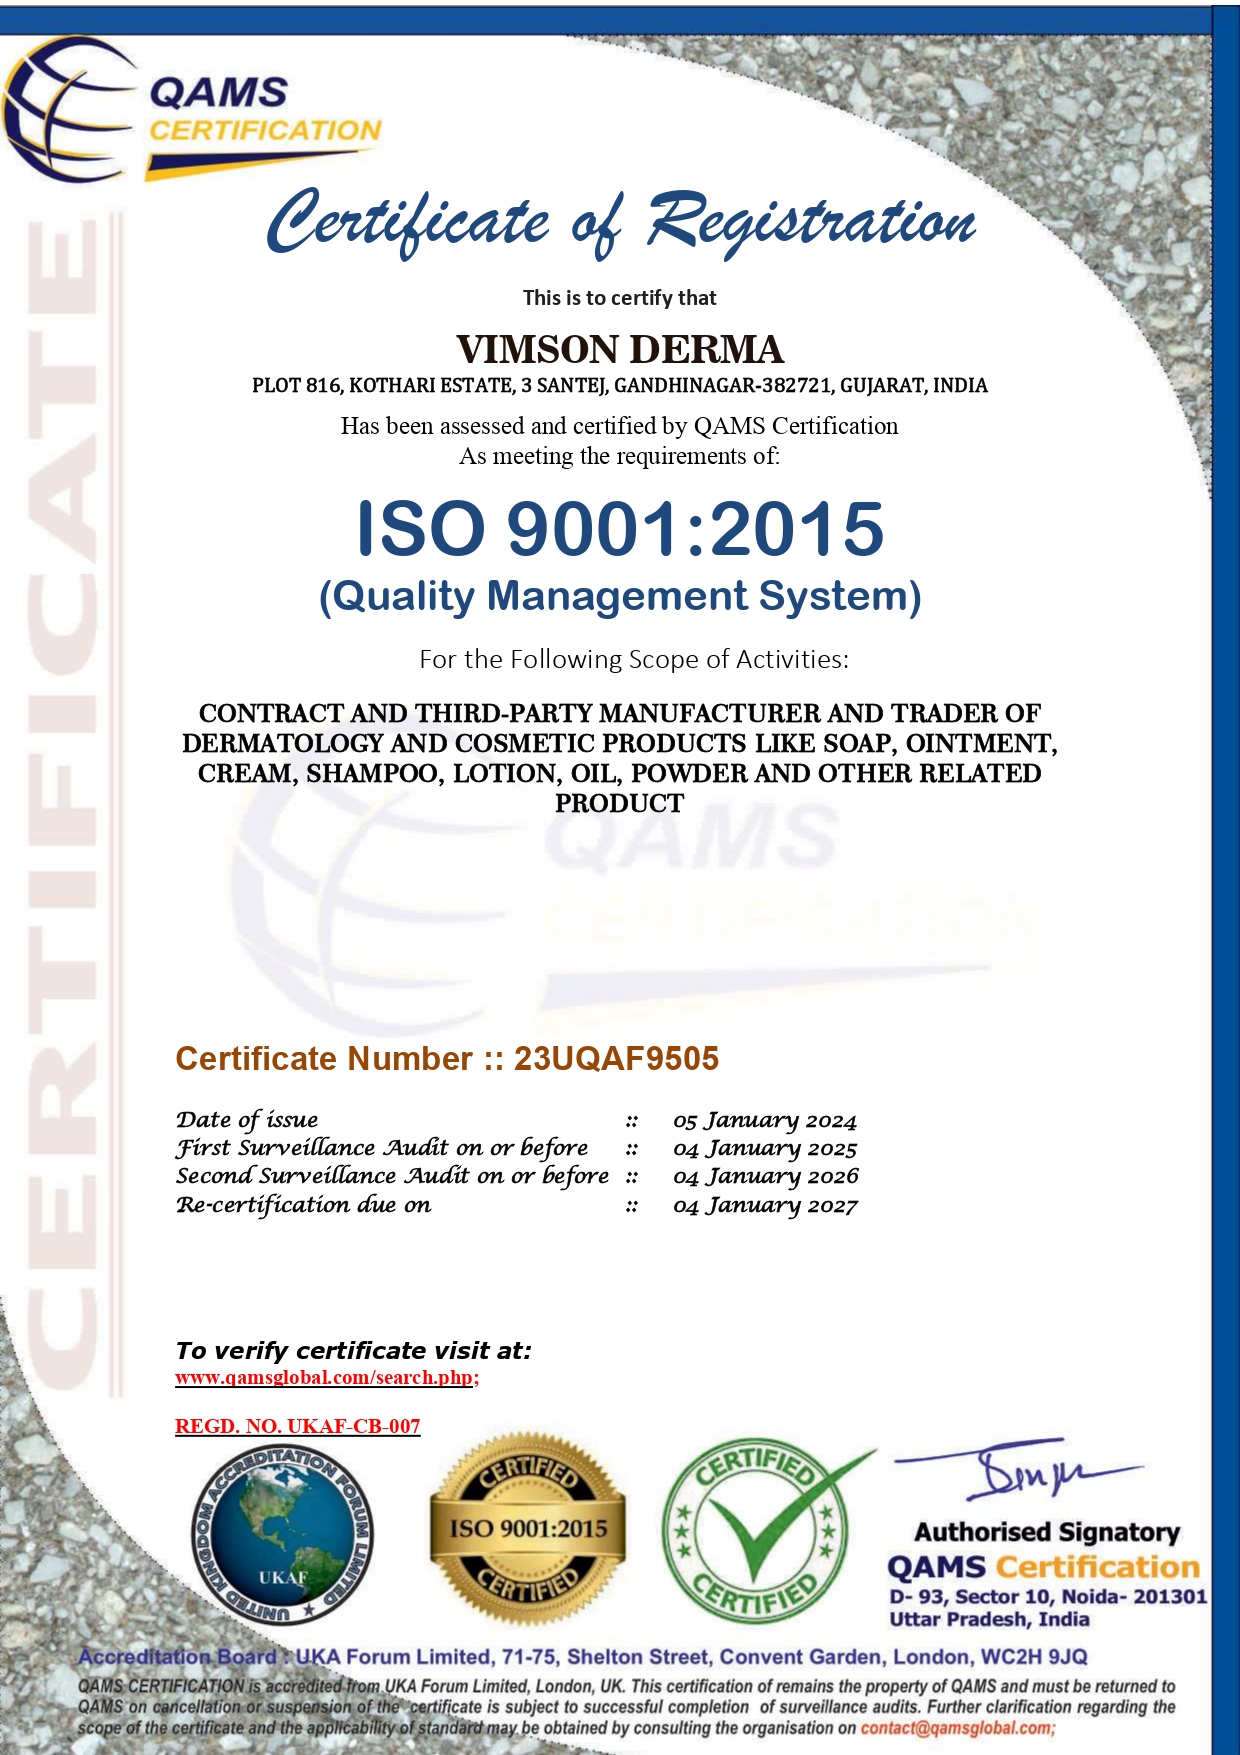 QAMS
CERTIFICATION
CERTIFICATE
Certificate of Registration
This is to certify that
VIMSON DERMA
PLOT 816, KOTHARI ESTATE, 3 SANTEJ, GANDHINAGAR-382721, GUJARAT, INDIA
Has been assessed and certified by QAMS Certification
As meeting the requirements of:
ISO 9001:2015
(Quality Management System)
For the Following Scope of Activities:
CONTRACT AND THIRD-PARTY MANUFACTURER AND TRADER OF
DERMATOLOGY AND COSMETIC PRODUCTS LIKE SOAP, OINTMENT,
CREAM, SHAMPOO, LOTION, OIL, POWDER AND OTHER RELATED
PRODUCT
QAMS
CERTIFICATION
Certificate Number :: 23UQAF9505
Date of issue :: 05 January 2024
First Surveillance Audit on or before :: 04 January 2025
Second Surveillance Audit on or before :: 04 January 2026
Re-certification due on :: 04 January 2027
To verify certificate visit at:
www.qamsglobal.com/search.php;
REGD. NO. UKAF-CB-007
UNITED KINGDOM ACCREDITATION FORUM LIMITED
UKAF
CERTIFIED
ISO 9001:2015
CERTIFIED
CERTIFIED
CERTIFIED
Authorised Signatory
QAMS Certification
D- 93, Sector 10, Noida- 201301
Uttar Pradesh, India
Accreditation Board : UKA Forum Limited, 71-75, Shelton Street, Convent Garden, London, WC2H 9JQ
QAMS CERTIFICATION is accredited from UKA Forum Limited, London, UK. This certification of remains the property of QAMS and must be returned to
QAMS on cancellation or suspension of the certificate is subject to successful completion of surveillance audits. Further clarification regarding the
scope of the certificate and the applicability of standard may be obtained by consulting the organisation on contact@qamsglobal.com;